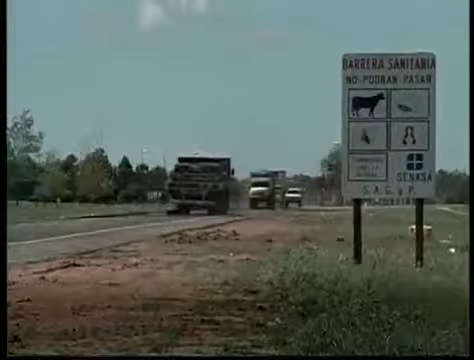 BARRERA SANITARIA
NO PODRAN PASAR
SENASA
S.A.G. y P.